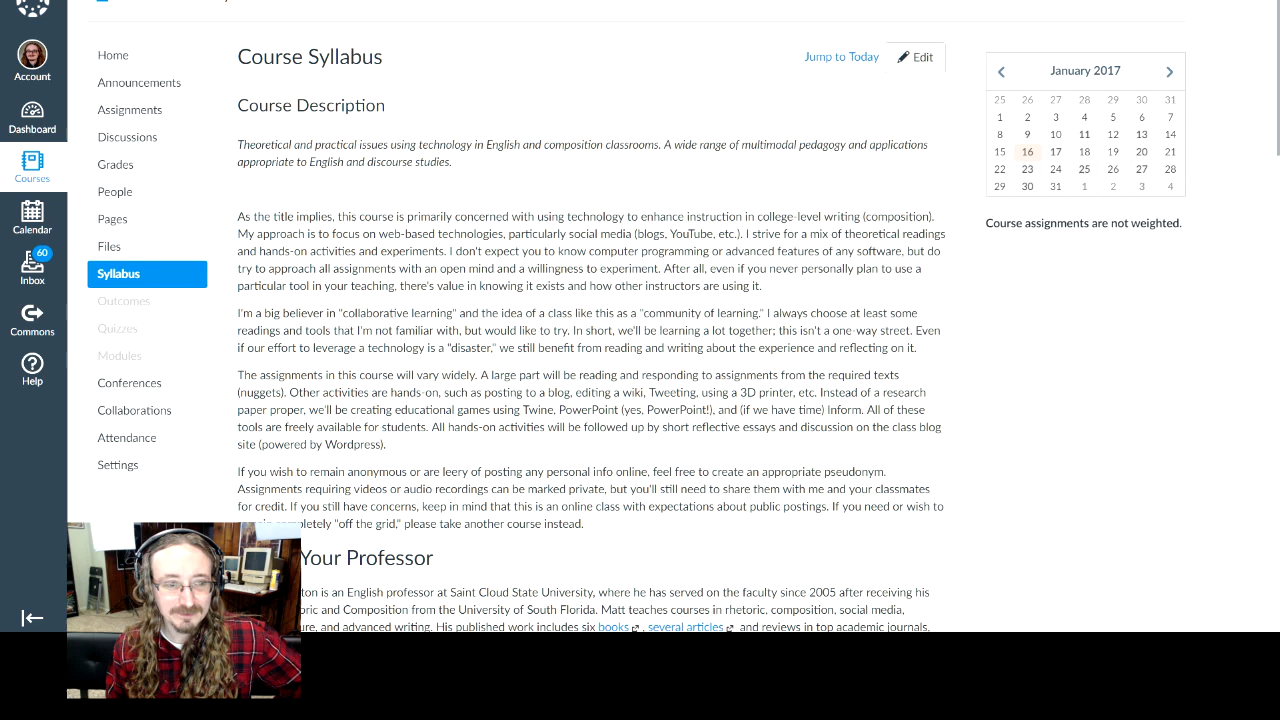 Account
Dashboard
Courses
Calendar
60
Inbox
Commons
Help
Home
Announcements
Assignments
Discussions
Grades
People
Pages
Files
Syllabus
Outcomes
Quizzes
Modules
Conferences
Collaborations
Attendance
Settings
Course Syllabus
Jump to Today
Edit
Course Description
Theoretical and practical issues using technology in English and composition classrooms. A wide range of multimodal pedagogy and applications
appropriate to English and discourse studies.
As the title implies, this course is primarily concerned with using technology to enhance instruction in college-level writing (composition).
My approach is to focus on web-based technologies, particularly social media (blogs, YouTube, etc.). I strive for a mix of theoretical readings
and hands-on activities and experiments. I don't expect you to know computer programming or advanced features of any software, but do
try to approach all assignments with an open mind and a willingness to experiment. After all, even if you never personally plan to use a
particular tool in your teaching, there's value in knowing it exists and how other instructors are using it.
I'm a big believer in "collaborative learning" and the idea of a class like this as a "community of learning." I always choose at least some
readings and tools that I'm not familiar with, but would like to try. In short, we'll be learning a lot together; this isn't a one-way street. Even
if our effort to leverage a technology is a "disaster," we still benefit from reading and writing about the experience and reflecting on it.
The assignments in this course will vary widely. A large part will be reading and responding to assignments from the required texts
(nuggets). Other activities are hands-on, such as posting to a blog, editing a wiki, Tweeting, using a 3D printer, etc. Instead of a research
paper proper, we'll be creating educational games using Twine, PowerPoint (yes, PowerPoint!), and (if we have time) Inform. All of these
tools are freely available for students. All hands-on activities will be followed up by short reflective essays and discussion on the class blog
site (powered by Wordpress).
If you wish to remain anonymous or are leery of posting any personal info online, feel free to create an appropriate pseudonym.
Assignments requiring videos or audio recordings can be marked private, but you'll still need to share them with me and your classmates
for credit. If you still have concerns, keep in mind that this is an online class with expectations about public postings. If you need or wish to
completely "off the grid," please take another course instead.
Your Professor
ton is an English professor at Saint Cloud State University, where he has served on the faculty since 2005 after receiving his
oric and Composition from the University of South Florida. Matt teaches courses in rhetoric, composition, social media,
ure, and advanced writing. His published work includes six books, several articles and reviews in top academic journals,
January 2017
25 26 27 28 29 30 31
1 2 3 4 5 6 7
8 9 10 11 12 13 14
15 16 17 18 19 20 21
22 23 24 25 26 27 28
29 30 31 1 2 3 4
Course assignments are not weighted.